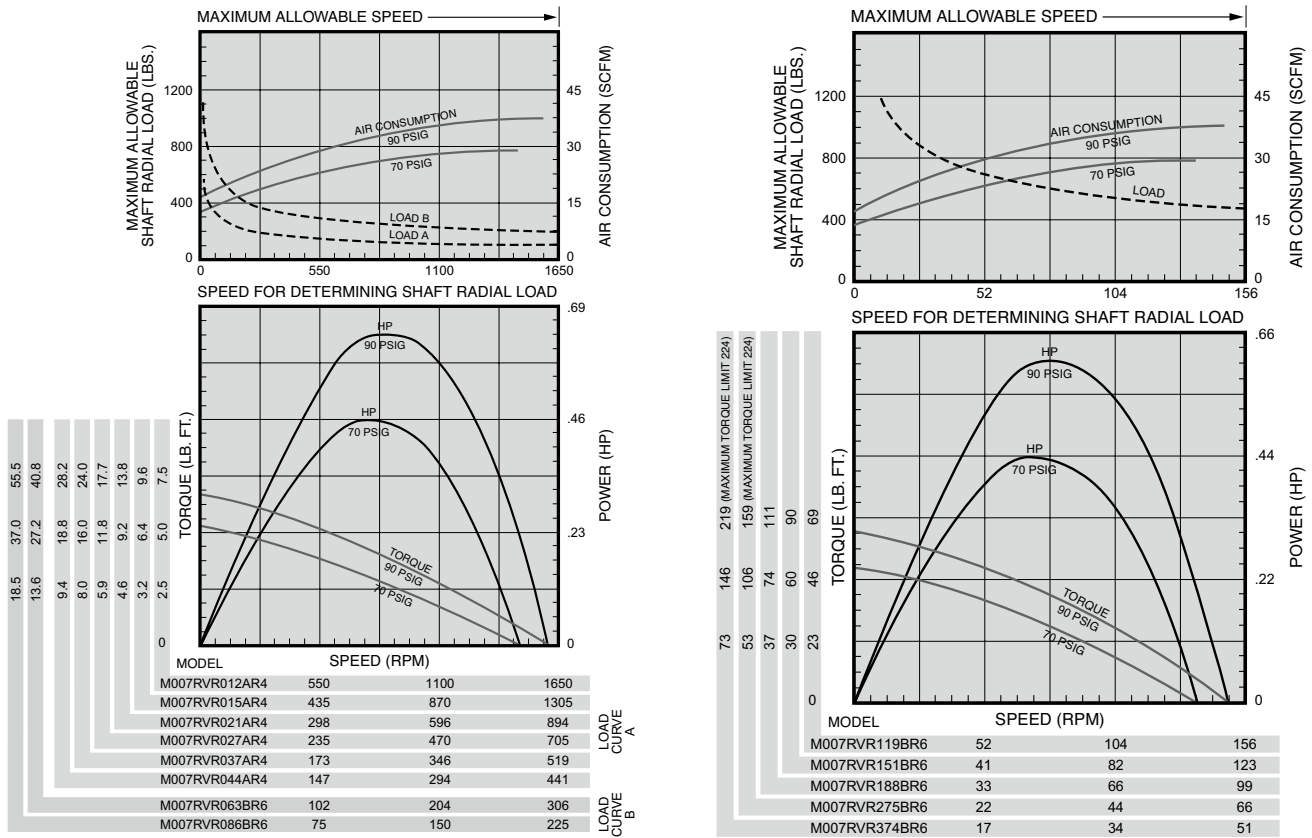 MAXIMUM ALLOWABLE SPEED
MAXIMUM ALLOWABLE
SHAFT RADIAL LOAD (LBS.)
1200
800
400
0
45
30
15
0
AIR CONSUMPTION (SCFM)
AIR CONSUMPTION
90 PSIG
70 PSIG
LOAD B
LOAD A
0 550 1100 1650
SPEED FOR DETERMINING SHAFT RADIAL LOAD
.69
.46
.23
0
POWER (HP)
HP
90 PSIG
HP
70 PSIG
TORQUE
90 PSIG
70 PSIG
TORQUE (LB. FT.)
18.5 37.0 55.5
13.6 27.2 40.8
9.4 18.8 28.2
8.0 16.0 24.0
5.9 11.8 17.7
4.6 9.2 13.8
3.2 6.4 9.6
2.5 5.0 7.5
0
MODEL SPEED (RPM)
M007RVR012AR4 550 1100 1650
M007RVR015AR4 435 870 1305
M007RVR021AR4 298 596 894
M007RVR027AR4 235 470 705
M007RVR037AR4 173 346 519
M007RVR044AR4 147 294 441
M007RVR063BR6 102 204 306
M007RVR086BR6 75 150 225
LOAD
CURVE
A
LOAD
CURVE
B
MAXIMUM ALLOWABLE SPEED
MAXIMUM ALLOWABLE
SHAFT RADIAL LOAD (LBS.)
1200
800
400
0
45
30
15
0
AIR CONSUMPTION (SCFM)
AIR CONSUMPTION
90 PSIG
70 PSIG
LOAD
0 52 104 156
SPEED FOR DETERMINING SHAFT RADIAL LOAD
.66
.44
.22
0
POWER (HP)
HP
90 PSIG
HP
70 PSIG
TORQUE
90 PSIG
70 PSIG
TORQUE (LB. FT.)
73 146 219 (MAXIMUM TORQUE LIMIT 224)
53 106 159 (MAXIMUM TORQUE LIMIT 224)
37 74 111
30 60 90
69
46
23
0
MODEL SPEED (RPM)
M007RVR119BR6 52 104 156
M007RVR151BR6 41 82 123
M007RVR188BR6 33 66 99
M007RVR275BR6 22 44 66
M007RVR374BR6 17 34 51